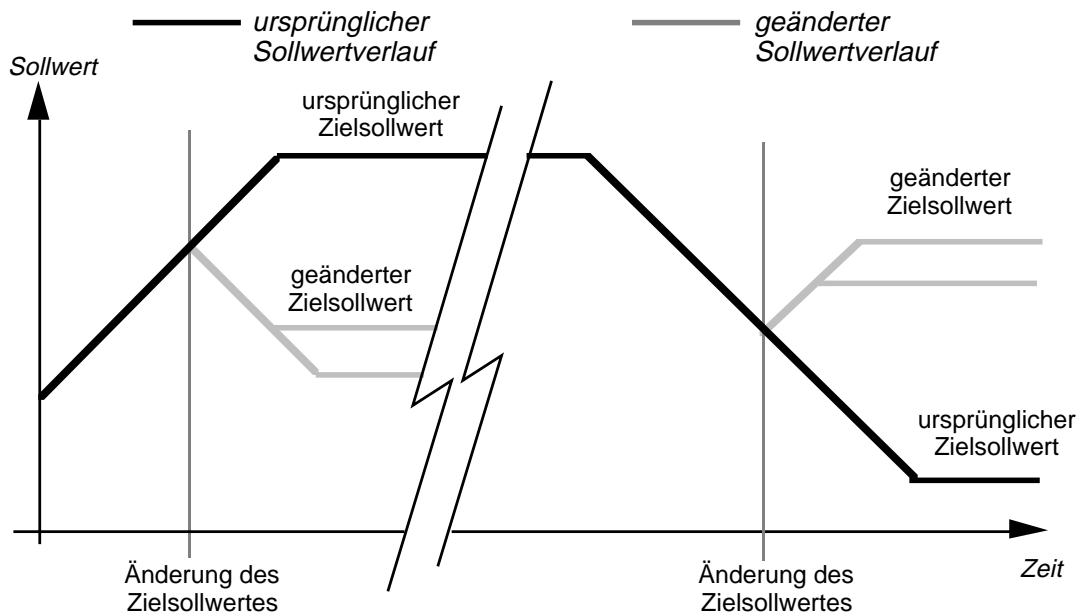 ursprünglicher
Sollwertverlauf
geänderter
Sollwertverlauf
Sollwert
ursprünglicher
Zielsollwert
geänderter
Zielsollwert
geänderter
Zielsollwert
ursprünglicher
Zielsollwert
Änderung des
Zielsollwertes
Änderung des
Zielsollwertes
Zeit